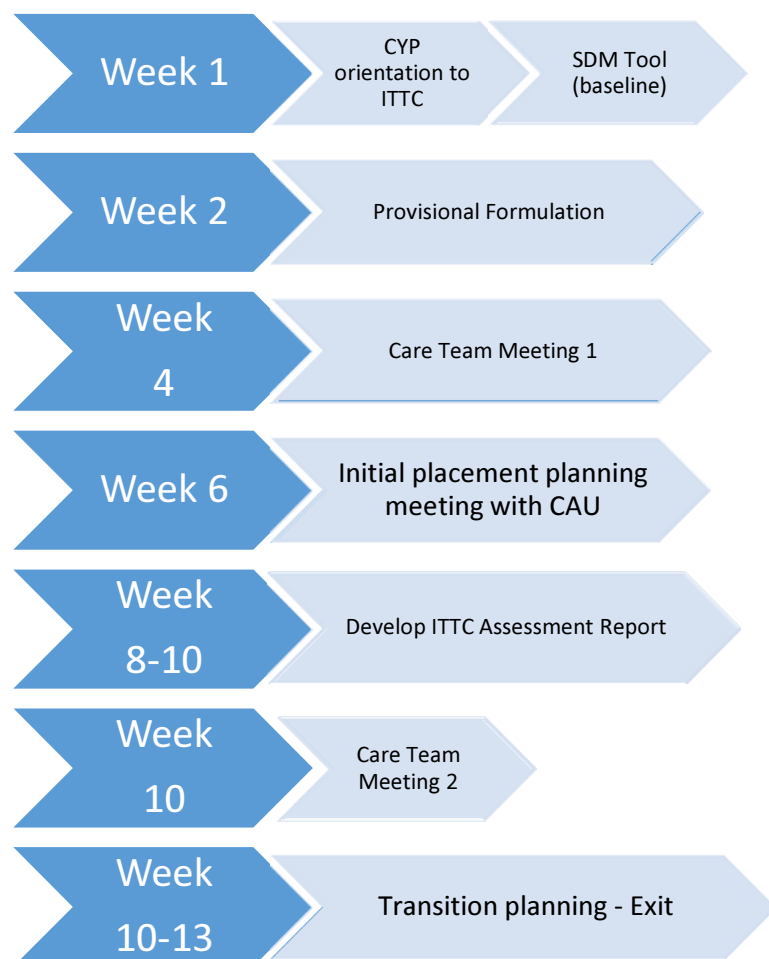 Week 1
CYP
orientation to
ITTC
SDM Tool
(baseline)
Week 2
Provisional Formulation
Week
4
Care Team Meeting 1
Week 6
Initial placement planning
meeting with CAU
Week
8-10
Develop ITTC Assessment Report
Week
10
Care Team
Meeting 2
Week
10-13
Transition planning - Exit